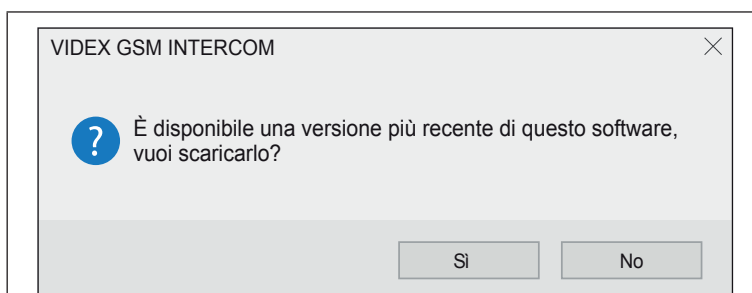 VIDEX GSM INTERCOM
È disponibile una versione più recente di questo software,
vuoi scaricarlo?
Sì
No